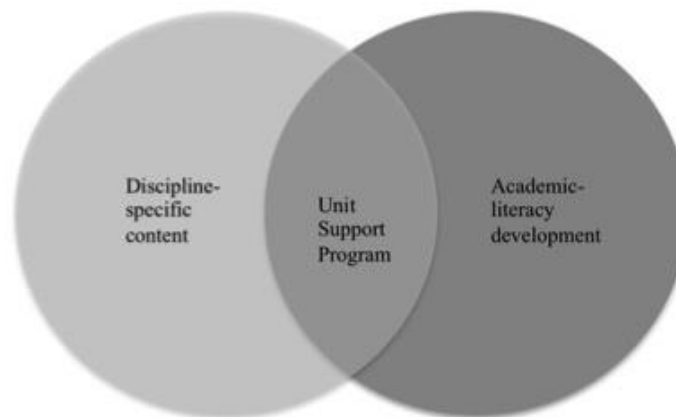 Discipline-
specific
content
Unit
Support
Program
Academic-
literacy
development